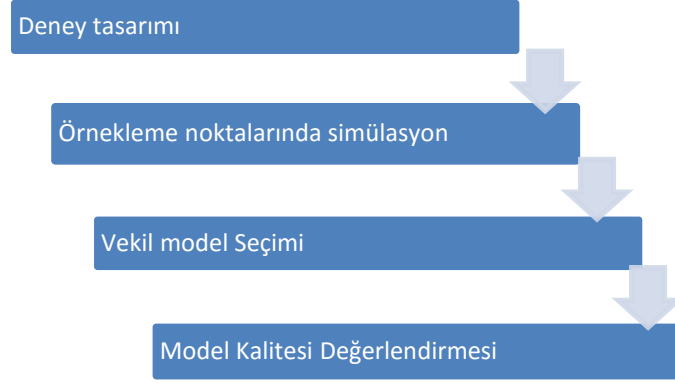 Deney tasarımı
Örnekleme noktalarında simülasyon
Vekil model Seçimi
Model Kalitesi Değerlendirmesi